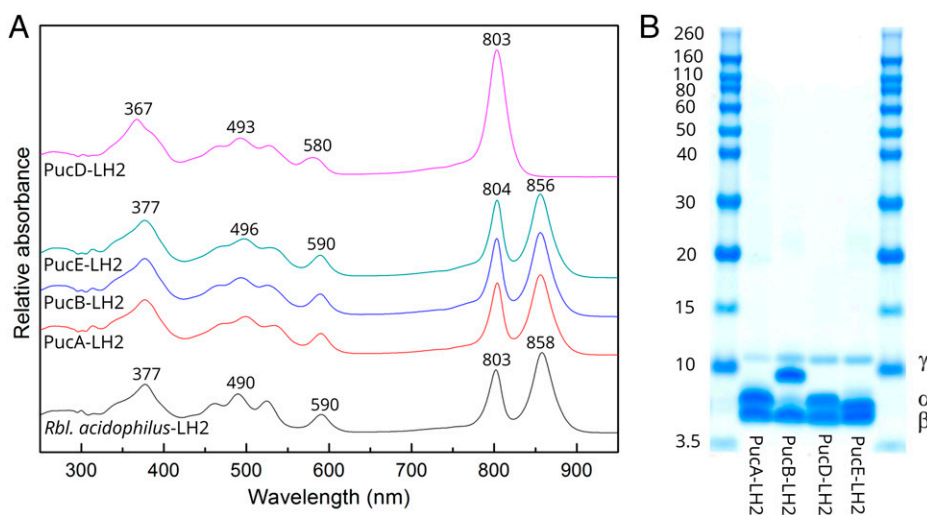 A
803
367
493
580
PucD-LH2
804
856
377
496
590
PucE-LH2
PucB-LH2
PucA-LH2
803
858
377
490
590
Rbl. acidophilus-LH2
Relative absorbance
300
400
500
600
700
800
900
Wavelength (nm)
B
260
160
110
80
60
50
40
30
20
15
10
3.5
γ
α
β
PucA-LH2
PucB-LH2
PucD-LH2
PucE-LH2